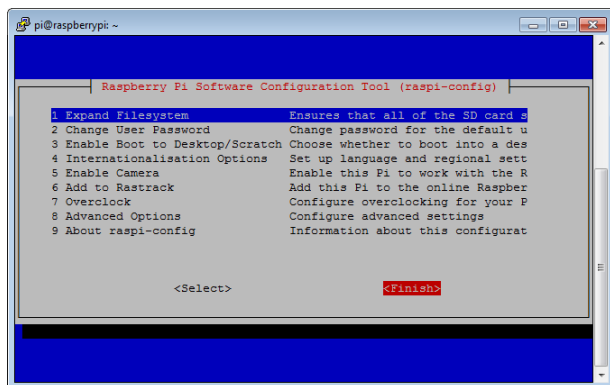 pi@raspberrypi: ~
Raspberry Pi Software Configuration Tool (raspi-config)
1 Expand Filesystem Ensures that all of the SD card s
2 Change User Password Change password for the default u
3 Enable Boot to Desktop/Scratch Choose whether to boot into a des
4 Internationalisation Options Set up language and regional sett
5 Enable Camera Enable this Pi to work with the R
6 Add to Rastrack Add this Pi to the online Raspber
7 Overclock Configure overclocking for your P
8 Advanced Options Configure advanced settings
9 About raspi-config Information about this configurat
<Select> <Finish>